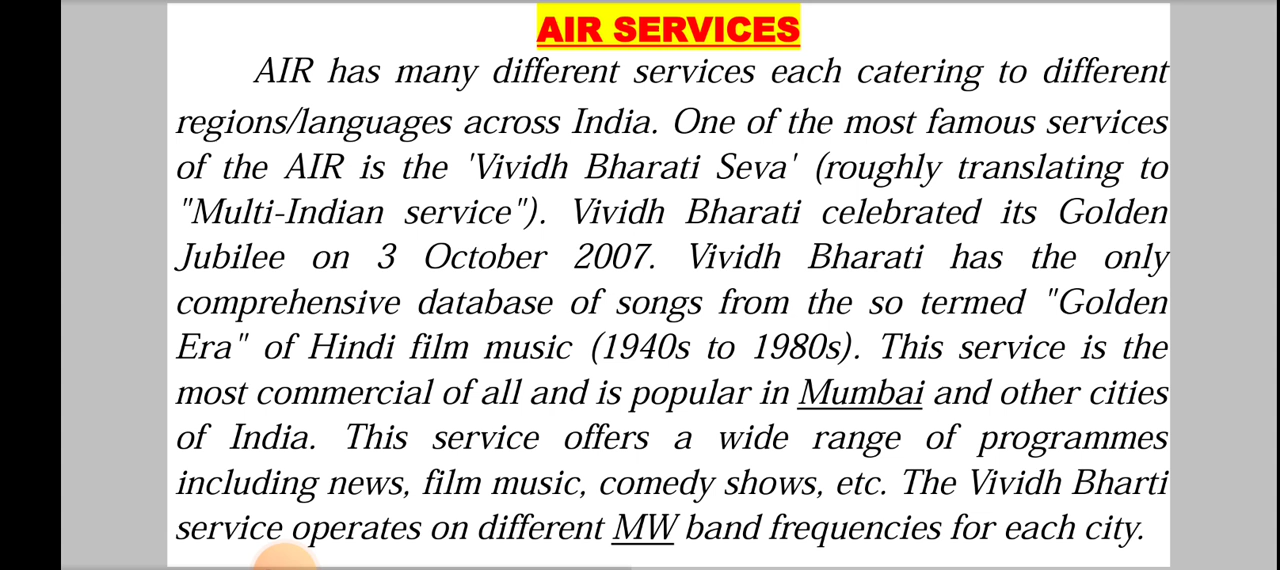 AIR SERVICES
AIR has many different services each catering to different
regions/languages across India. One of the most famous services
of the AIR is the 'Vividh Bharati Seva' (roughly translating to
"Multi-Indian service"). Vividh Bharati celebrated its Golden
Jubilee on 3 October 2007. Vividh Bharati has the only
comprehensive database of songs from the so termed "Golden
Era" of Hindi film music (1940s to 1980s). This service is the
most commercial of all and is popular in Mumbai and other cities
of India. This service offers a wide range of programmes
including news, film music, comedy shows, etc. The Vividh Bharti
service operates on different MW band frequencies for each city.